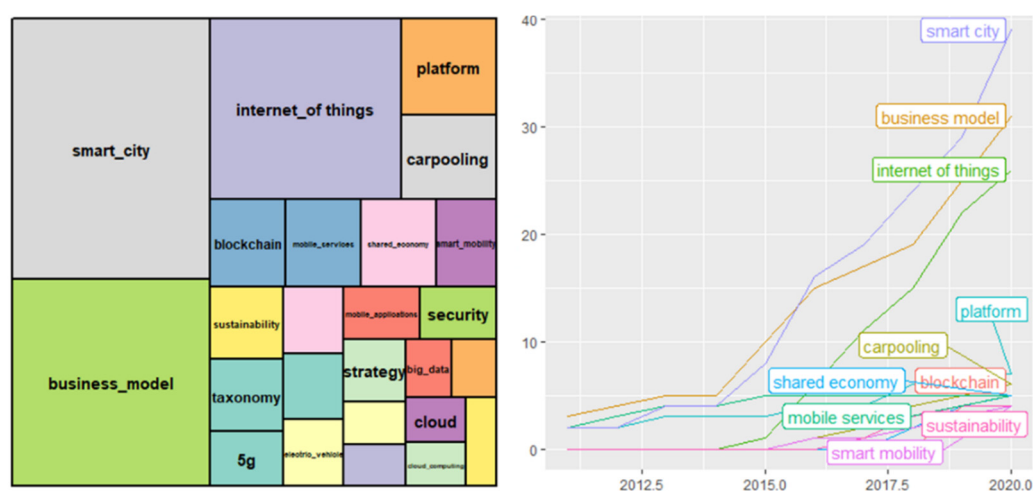 smart_city
internet_of things
platform
carpooling
blockchain
mobile_services
shared_economy
smart_mobility
business_model
sustainability
mobile_applications
security
taxonomy
strategy
big_data
5g
electric_vehicle
cloud
cloud_computing
40
30
20
10
0
smart city
business model
internet of things
platform
carpooling
shared economy
blockchain
mobile services
sustainability
smart mobility
2012.5
2015.0
2017.5
2020.0